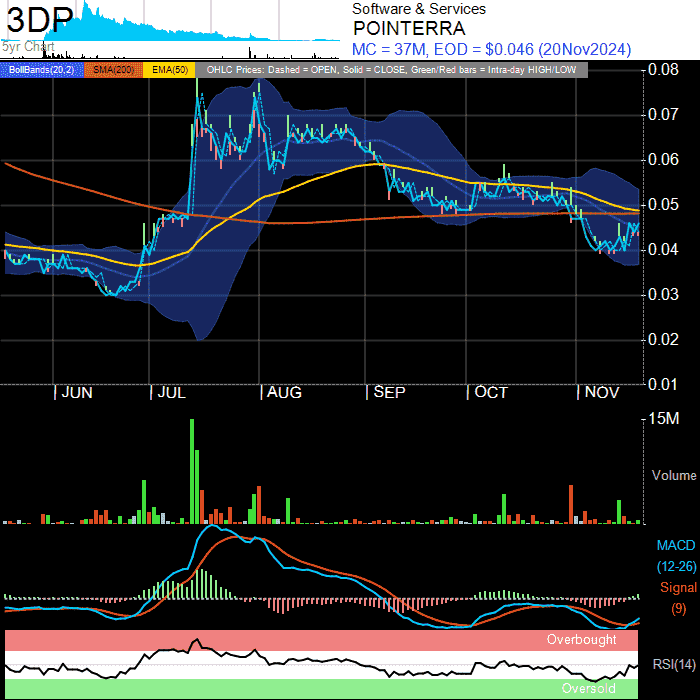 3DP
5yr Chart
Software & Services
POINTERRA
MC = 37M, EOD = $0.046 (20Nov2024)
BollBands(20,2) SMA(200) EMA(50) OHLC Prices: Dashed = OPEN, Solid = CLOSE, Green/Red bars = Intra-day HIGH/LOW
0.08
0.07
0.06
0.05
0.04
0.03
0.02
0.01
JUN JUL AUG SEP OCT NOV
15M
Volume
MACD
(12-26)
Signal
(9)
Overbought
RSI(14)
Oversold